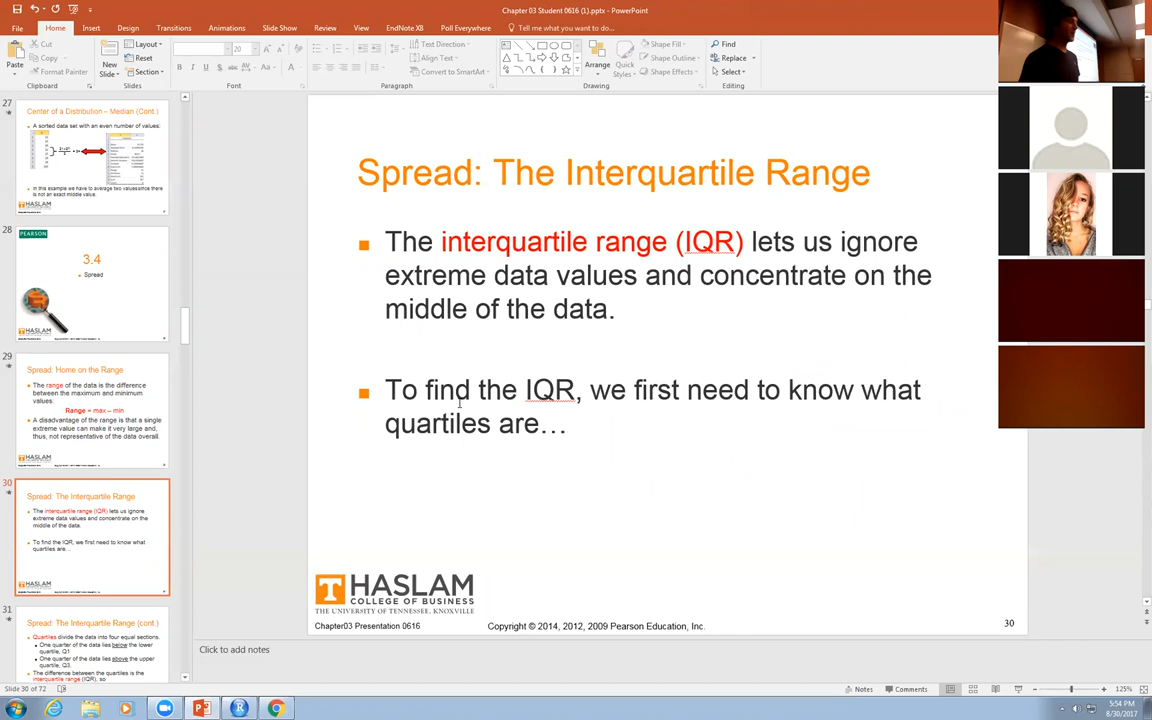 Chapter 03 Student 0616 (1).pptx - PowerPoint
File Home Insert Design Transitions Animations Slide Show Review View EndNote X8 Poll Everywhere Tell me what you want to do...
Paste
Cut
Copy
Format Painter
Clipboard
New Slide
Layout
Reset
Section
Slides
20
B I U S abc AV Aa A
Font
Text Direction
Align Text
Convert to SmartArt
Paragraph
Arrange
Quick Styles
Shape Fill
Shape Outline
Shape Effects
Drawing
Find
Replace
Select
Editing
27
Center of a Distribution – Median (Cont.)
A sorted data set with an even number of values:
In this example we have to average two values since there
is not an exact middle value.
HASLAM
28
PEARSON
3.4
Spread
HASLAM
29
Spread: Home on the Range
The range of the data is the difference
between the maximum and minimum
values:
Range = max – min
A disadvantage of the range is that a single
extreme value can make it very large and,
thus, not representative of the data overall.
HASLAM
30
Spread: The Interquartile Range
The interquartile range (IQR) lets us ignore
extreme data values and concentrate on the
middle of the data.
To find the IQR, we first need to know what
quartiles are…
HASLAM
31
Spread: The Interquartile Range (cont.)
Quartiles divide the data into four equal sections.
One quarter of the data lies below the lower
quartile, Q1
One quarter of the data lies above the upper
quartile, Q3.
The difference between the quartiles is the
interquartile range (IQR), so
Spread: The Interquartile Range
The interquartile range (IQR) lets us ignore
extreme data values and concentrate on the
middle of the data.
To find the IQR, we first need to know what
quartiles are…
T HASLAM
COLLEGE OF BUSINESS
THE UNIVERSITY OF TENNESSEE, KNOXVILLE
Chapter03 Presentation 0616
Copyright © 2014, 2012, 2009 Pearson Education, Inc.
30
Click to add notes
Slide 30 of 72
Notes
Comments
125%
5:54 PM
8/30/2017